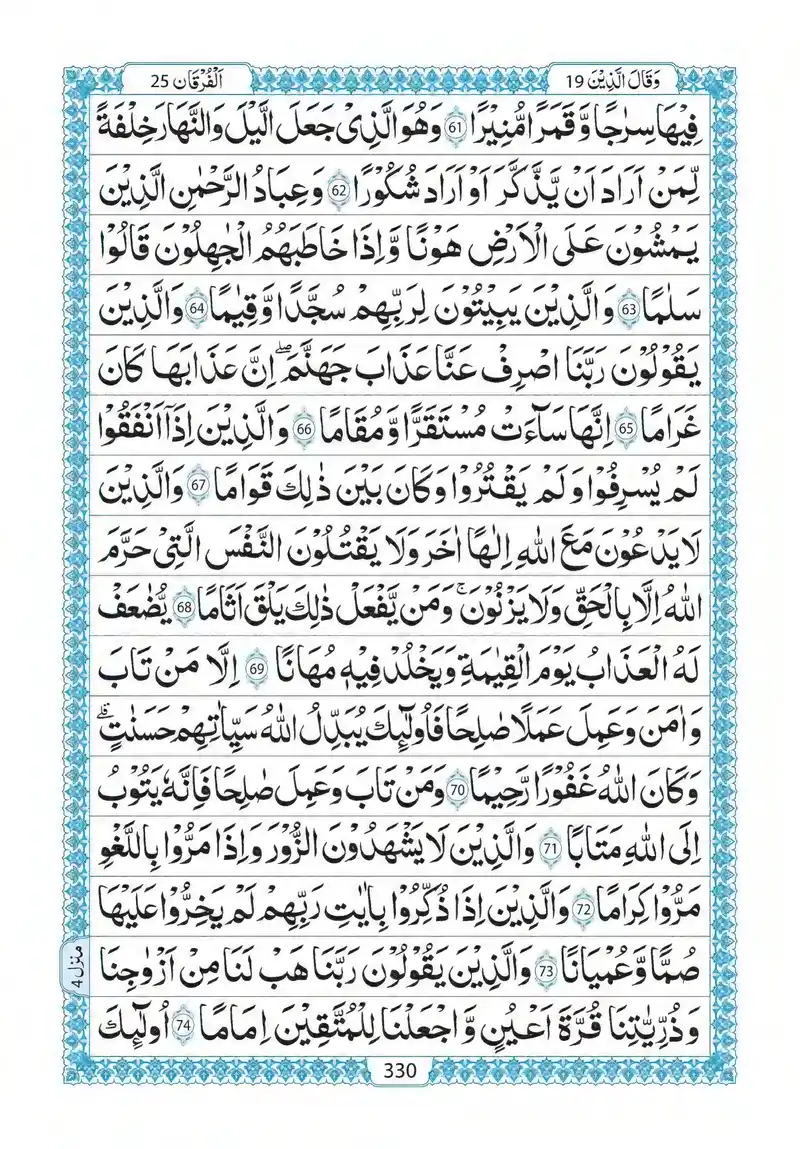 وَقَالَ الَّذِیْنَ 19
اَلْفُرْقَان 25
فِیْهَا سِرٰجًا وَّ قَمَرًا مُّنِیْرًا 61 وَهُوَ الَّذِیْ جَعَلَ الَّیْلَ وَالنَّهَارَ خِلْفَةً
لِّمَنْ اَرَادَ اَنْ یَّذَّكَّرَ اَوْ اَرَادَ شُكُوْرًا 62 وَ عِبَادُ الرَّحْمٰنِ الَّذِیْنَ
یَمْشُوْنَ عَلَی الْاَرْضِ هَوْنًا وَّ اِذَا خَاطَبَهُمُ الْجٰهِلُوْنَ قَالُوْا
سَلٰمًا 63 وَ الَّذِیْنَ یَبِیْتُوْنَ لِرَبِّهِمْ سُجَّدًا وَّ قِیٰمًا 64 وَالَّذِیْنَ
یَقُوْلُوْنَ رَبَّنَا اصْرِفْ عَنَّا عَذَابَ جَهَنَّمَ ۖۗ اِنَّ عَذَابَهَا كَانَ
غَرَامًا 65 اِنَّهَا سَآءَتْ مُسْتَقَرًّا وَّ مُقَامًا 66 وَالَّذِیْنَ اِذَاۤ اَنْفَقُوْا
لَمْ یُسْرِفُوْا وَ لَمْ یَقْتُرُوْا وَ كَانَ بَیْنَ ذٰلِكَ قَوَامًا 67 وَالَّذِیْنَ
لَا یَدْعُوْنَ مَعَ اللّٰهِ اِلٰهًا اٰخَرَ وَ لَا یَقْتُلُوْنَ النَّفْسَ الَّتِیْ حَرَّمَ
اللّٰهُ اِلَّا بِالْحَقِّ وَ لَا یَزْنُوْنَ ۚ وَ مَنْ یَّفْعَلْ ذٰلِكَ یَلْقَ اَثَامًا 68 یُّضٰعَفْ
لَهُ الْعَذَابُ یَوْمَ الْقِیٰمَةِ وَ یَخْلُدْ فِیْهٖ مُهَانًا 69 اِلَّا مَنْ تَابَ
وَ اٰمَنَ وَ عَمِلَ عَمَلًا صٰلِحًا فَاُولٰٓئِكَ یُبَدِّلُ اللّٰهُ سَیِّاٰتِهِمْ حَسَنٰتٍ ۗ
وَ كَانَ اللّٰهُ غَفُوْرًا رَّحِیْمًا 70 وَ مَنْ تَابَ وَ عَمِلَ صٰلِحًا فَاِنَّهٗ یَتُوْبُ
اِلَی اللّٰهِ مَتَابًا 71 وَ الَّذِیْنَ لَا یَشْهَدُوْنَ الزُّوْرَ وَ اِذَا مَرُّوْا بِاللَّغْوِ
مَرُّوْا كِرَامًا 72 وَالَّذِیْنَ اِذَا ذُكِّرُوْا بِاٰیٰتِ رَبِّهِمْ لَمْ یَخِرُّوْا عَلَیْهَا
صُمًّا وَّ عُمْیَانًا 73 وَالَّذِیْنَ یَقُوْلُوْنَ رَبَّنَا هَبْ لَنَا مِنْ اَزْوٰجِنَا
وَ ذُرِّیّٰتِنَا قُرَّةَ اَعْیُنٍ وَّ اجْعَلْنَا لِلْمُتَّقِیْنَ اِمَامًا 74 اُولٰٓئِكَ
منزل 4
330